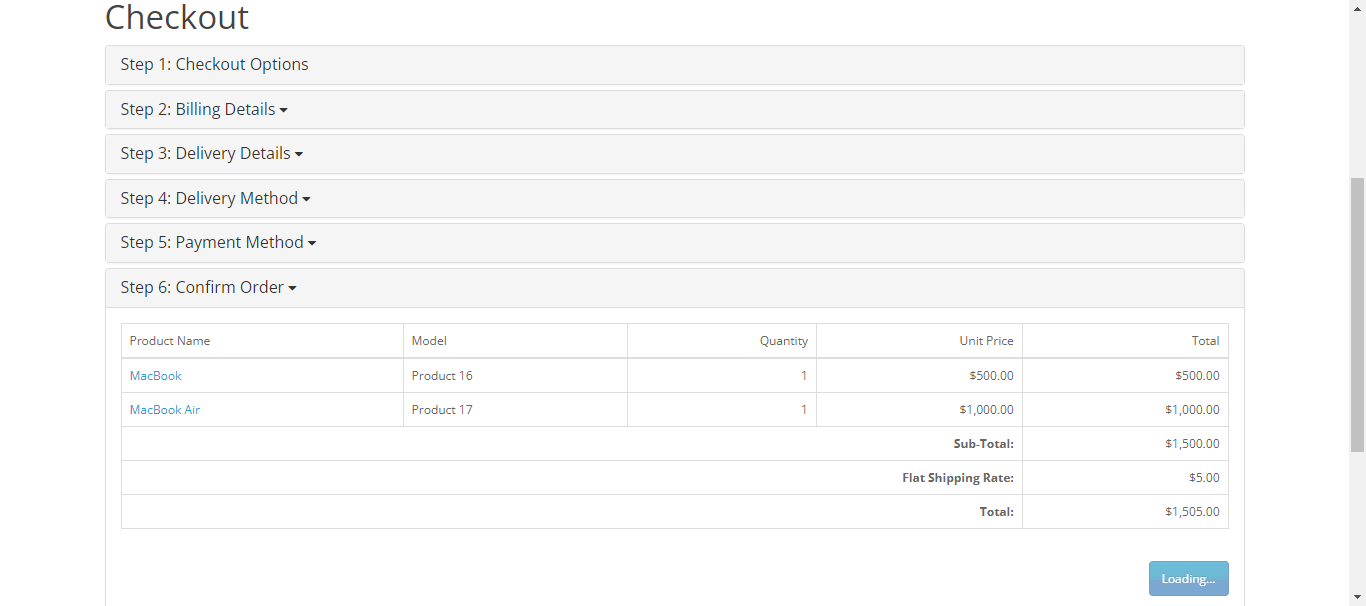 Checkout
Step 1: Checkout Options
Step 2: Billing Details
Step 3: Delivery Details
Step 4: Delivery Method
Step 5: Payment Method
Step 6: Confirm Order
Product Name Model Quantity Unit Price Total
MacBook Product 16 1 $500.00 $500.00
MacBook Air Product 17 1 $1,000.00 $1,000.00
Sub-Total: $1,500.00
Flat Shipping Rate: $5.00
Total: $1,505.00
Loading...